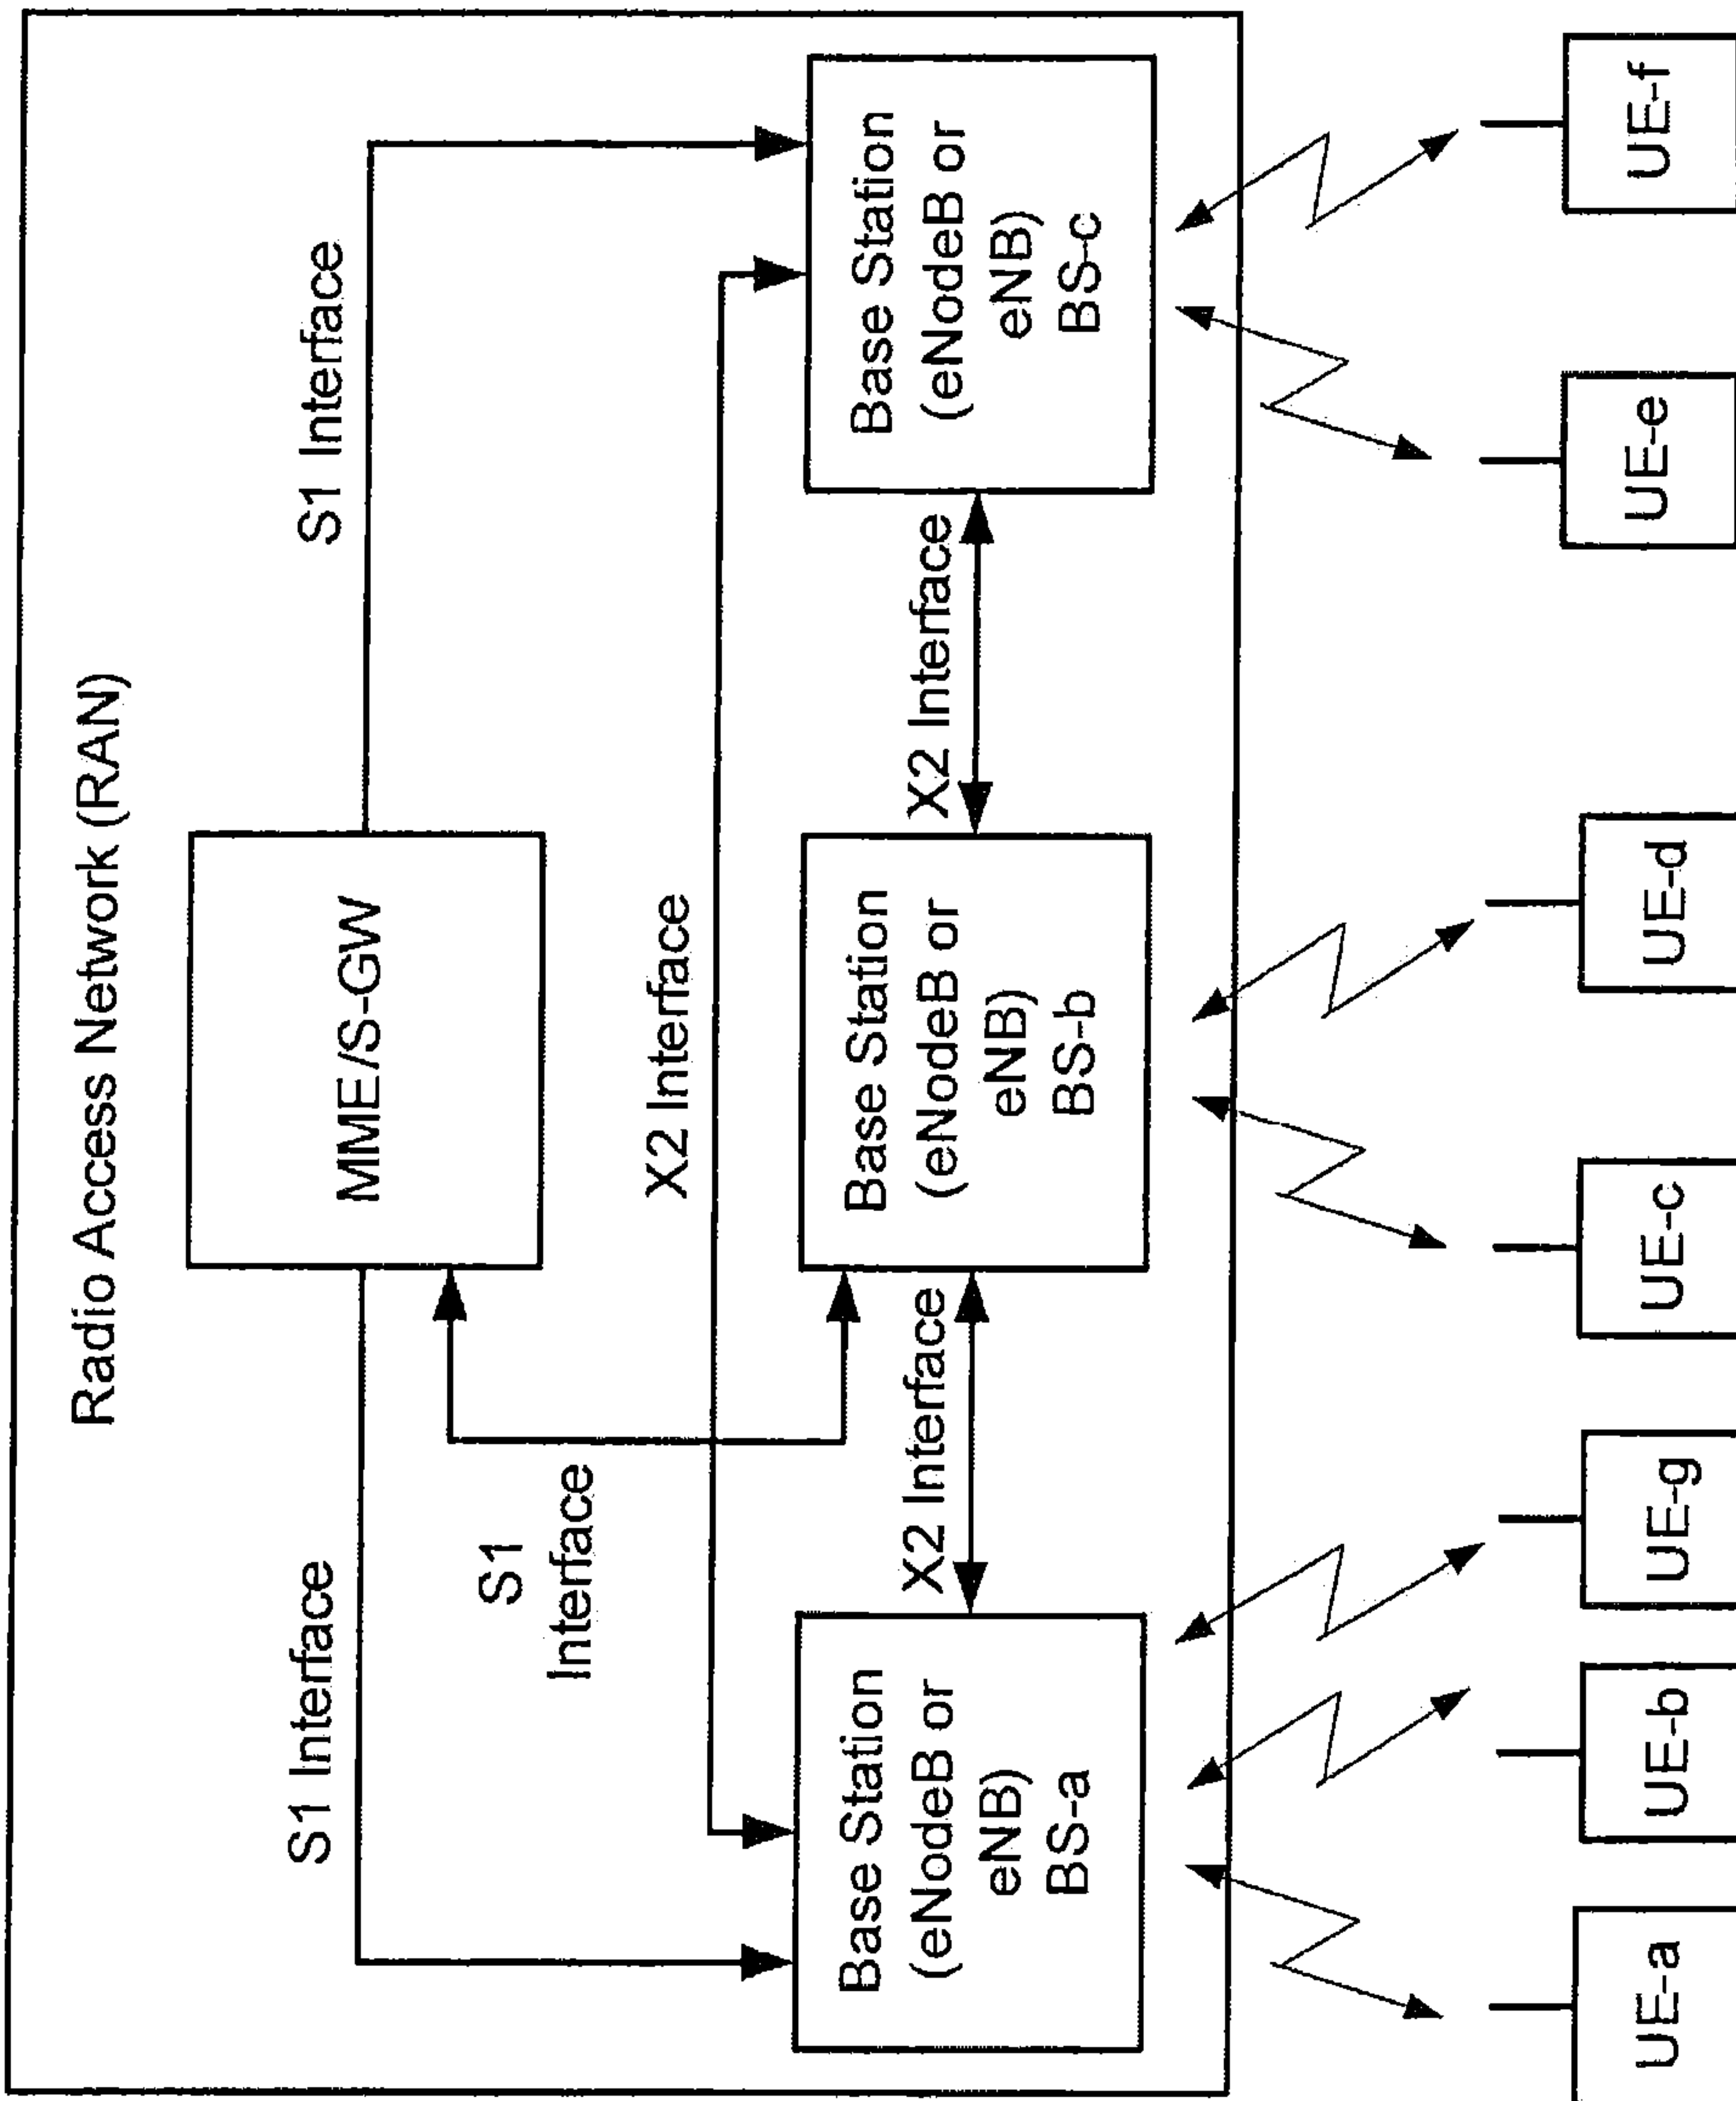 Radio Access Network (RAN)
MME/S-GW
S1 Interface
S1 Interface
S1
Interface
X2 Interface
Base Station
(eNodeB or
eNB)
BS-a
X2 Interface
Base Station
(eNodeB or
eNB)
BS-b
X2 Interface
Base Station
(eNodeB or
eNB)
BS-c
UE-a
UE-b
UE-g
UE-c
UE-d
UE-e
UE-f